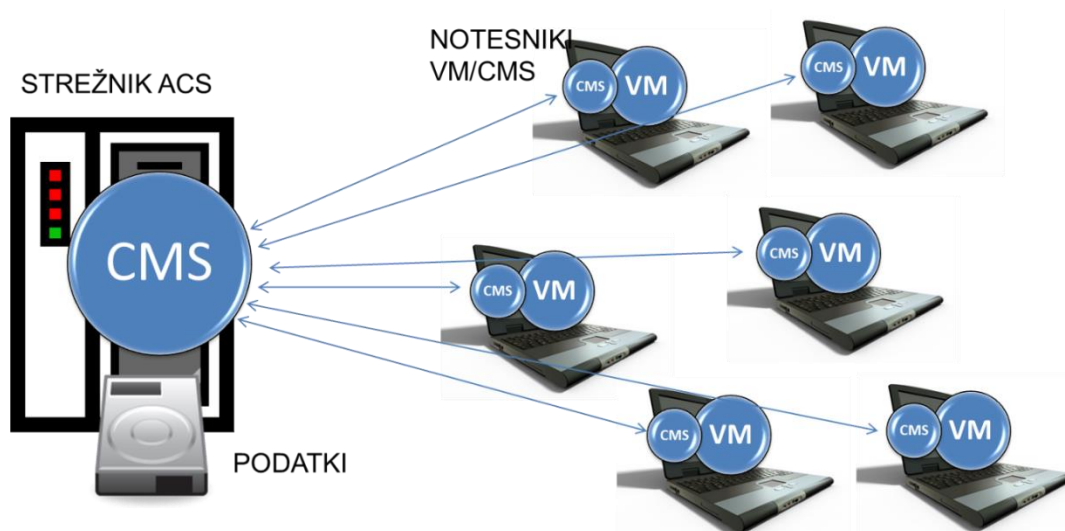 STREŽNIK ACS
NOTESNIKI
VM/CMS
CMS
PODATKI
CMS VM
CMS VM
CMS VM
CMS VM
CMS VM
CMS VM